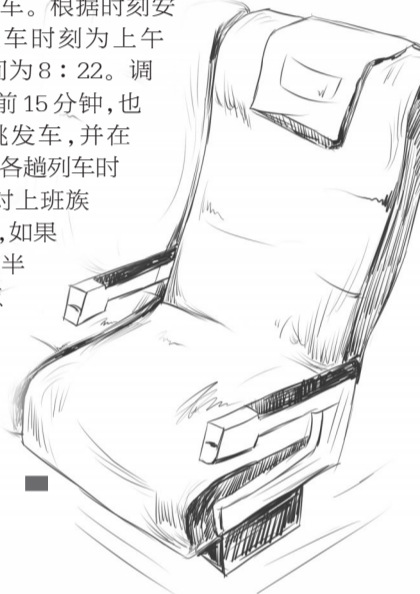 车。根据时刻安
车时刻为上午
间为8：22。调
前15分钟,也
发车,并在
各趟列车时
对上班族
,如果
半